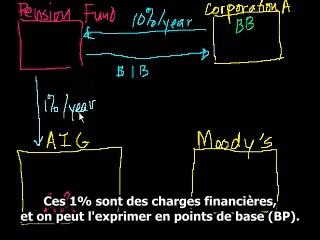 Pension Fund
Corporation A
10%/year
BB
$1B
1%/year
AIG
Moody's
Ces 1% sont des charges financières,
et on peut l'exprimer en points de base (BP).